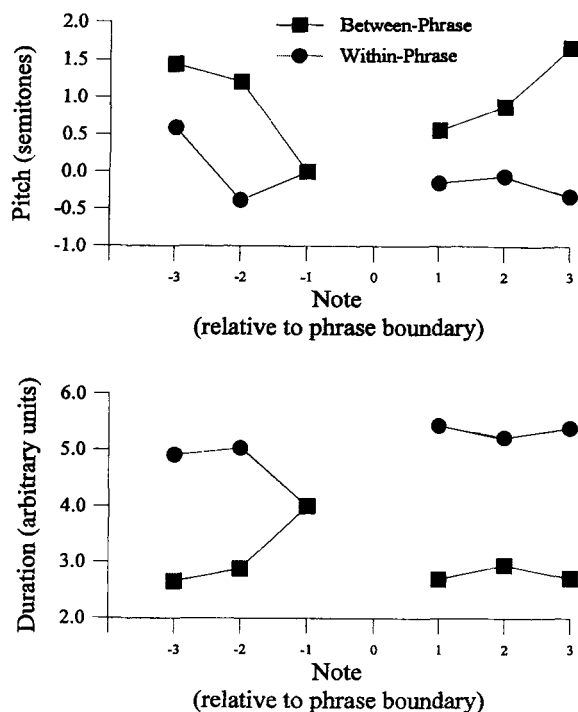 2.0
Between-Phrase
1.5
Within-Phrase
1.0
0.5
0.0
-0.5
-1.0
Pitch (semitones)
-3 -2 -1 0 1 2 3
Note
(relative to phrase boundary)
6.0
5.0
4.0
3.0
2.0
Duration (arbitrary units)
-3 -2 -1 0 1 2 3
Note
(relative to phrase boundary)